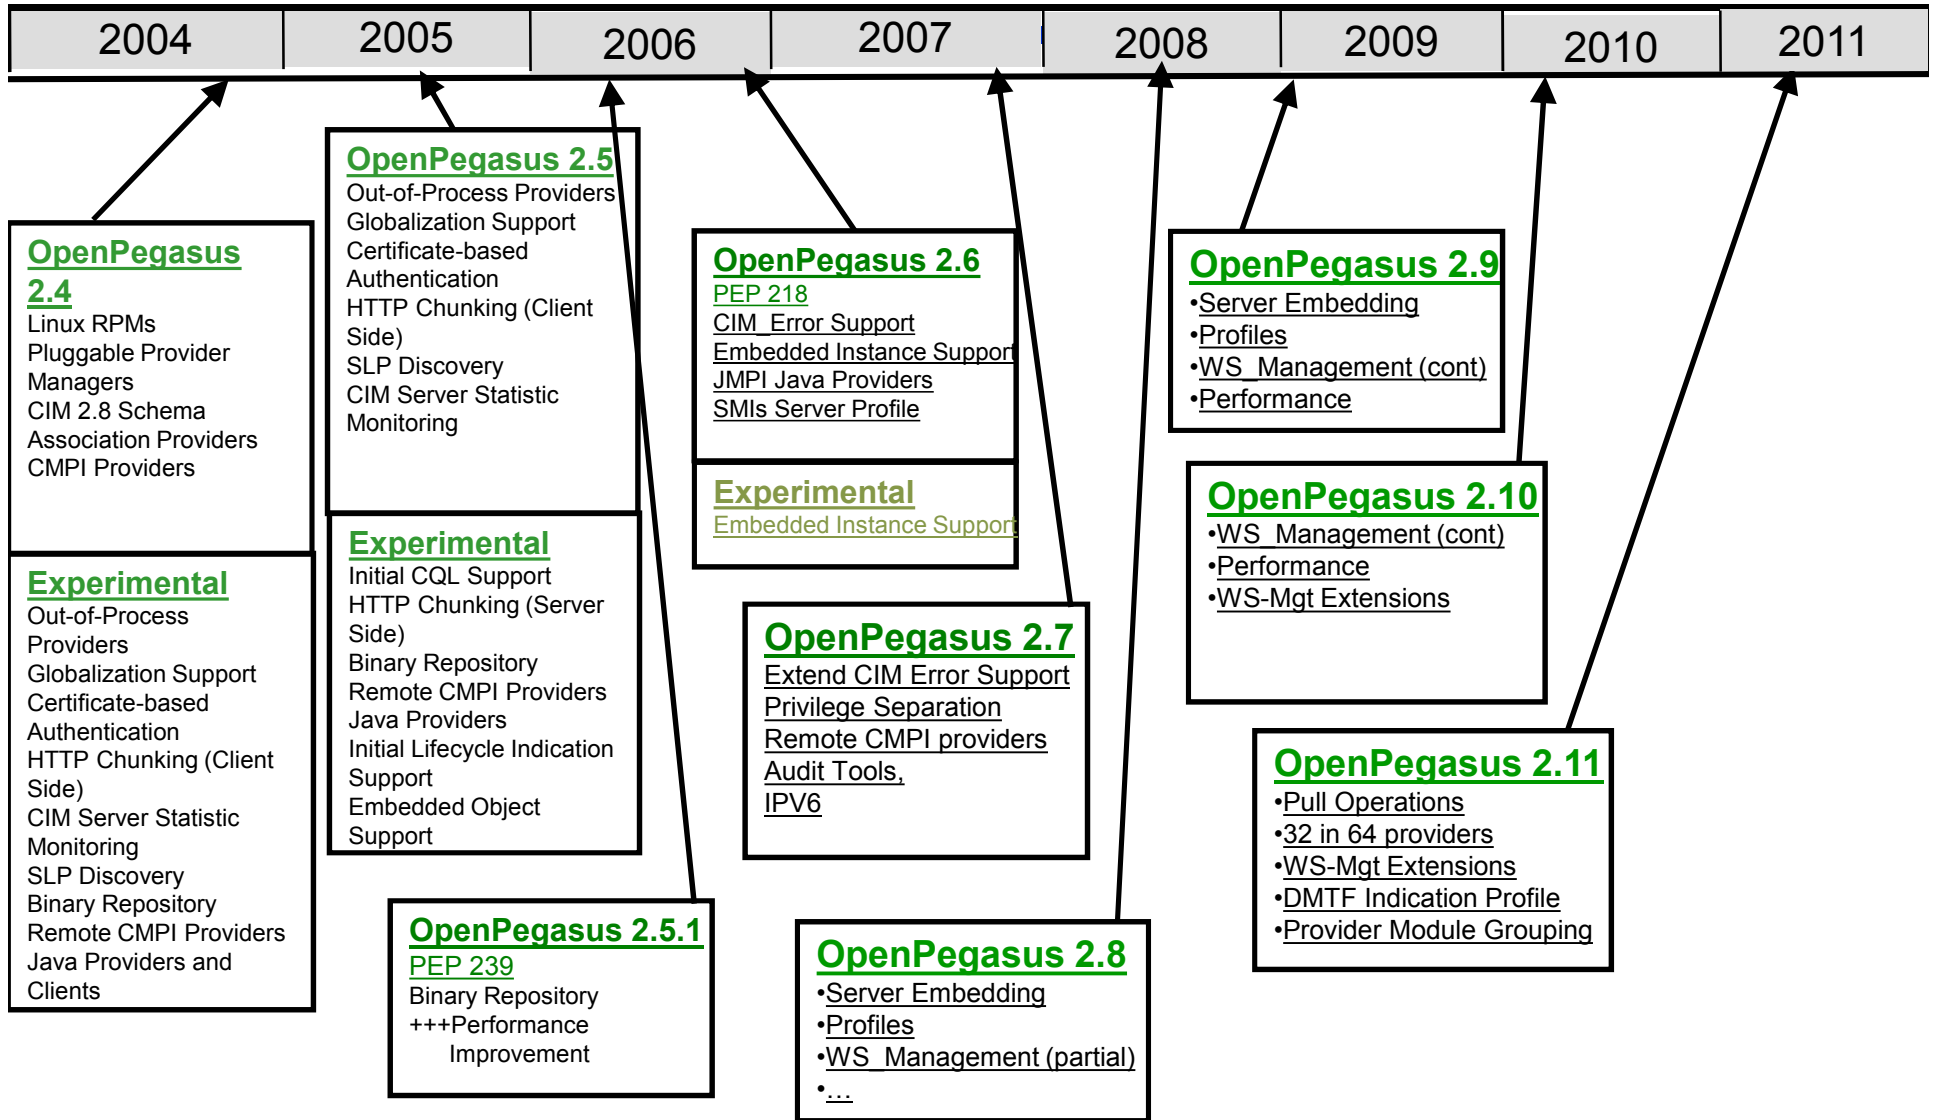 2004
2005
2006
2007
2008
2009
2010
2011
OpenPegasus
2.4
Linux RPMs
Pluggable Provider
Managers
CIM 2.8 Schema
Association Providers
CMPI Providers
Experimental
Out-of-Process
Providers
Globalization Support
Certificate-based
Authentication
HTTP Chunking (Client
Side)
CIM Server Statistic
Monitoring
SLP Discovery
Binary Repository
Remote CMPI Providers
Java Providers and
Clients
OpenPegasus 2.5
Out-of-Process Providers
Globalization Support
Certificate-based
Authentication
HTTP Chunking (Client
Side)
SLP Discovery
CIM Server Statistic
Monitoring
Experimental
Initial CQL Support
HTTP Chunking (Server
Side)
Binary Repository
Remote CMPI Providers
Java Providers
Initial Lifecycle Indication
Support
Embedded Object
Support
OpenPegasus 2.5.1
PEP 239
Binary Repository
+++Performance
Improvement
OpenPegasus 2.6
PEP 218
CIM_Error Support
Embedded Instance Support
JMPI Java Providers
SMIs Server Profile
Experimental
Embedded Instance Support
OpenPegasus 2.7
Extend CIM Error Support
Privilege Separation
Remote CMPI providers
Audit Tools,
IPV6
OpenPegasus 2.8
•Server Embedding
•Profiles
•WS_Management (partial)
•…
OpenPegasus 2.9
•Server Embedding
•Profiles
•WS_Management (cont)
•Performance
OpenPegasus 2.10
•WS_Management (cont)
•Performance
•WS-Mgt Extensions
OpenPegasus 2.11
•Pull Operations
•32 in 64 providers
•WS-Mgt Extensions
•DMTF Indication Profile
•Provider Module Grouping